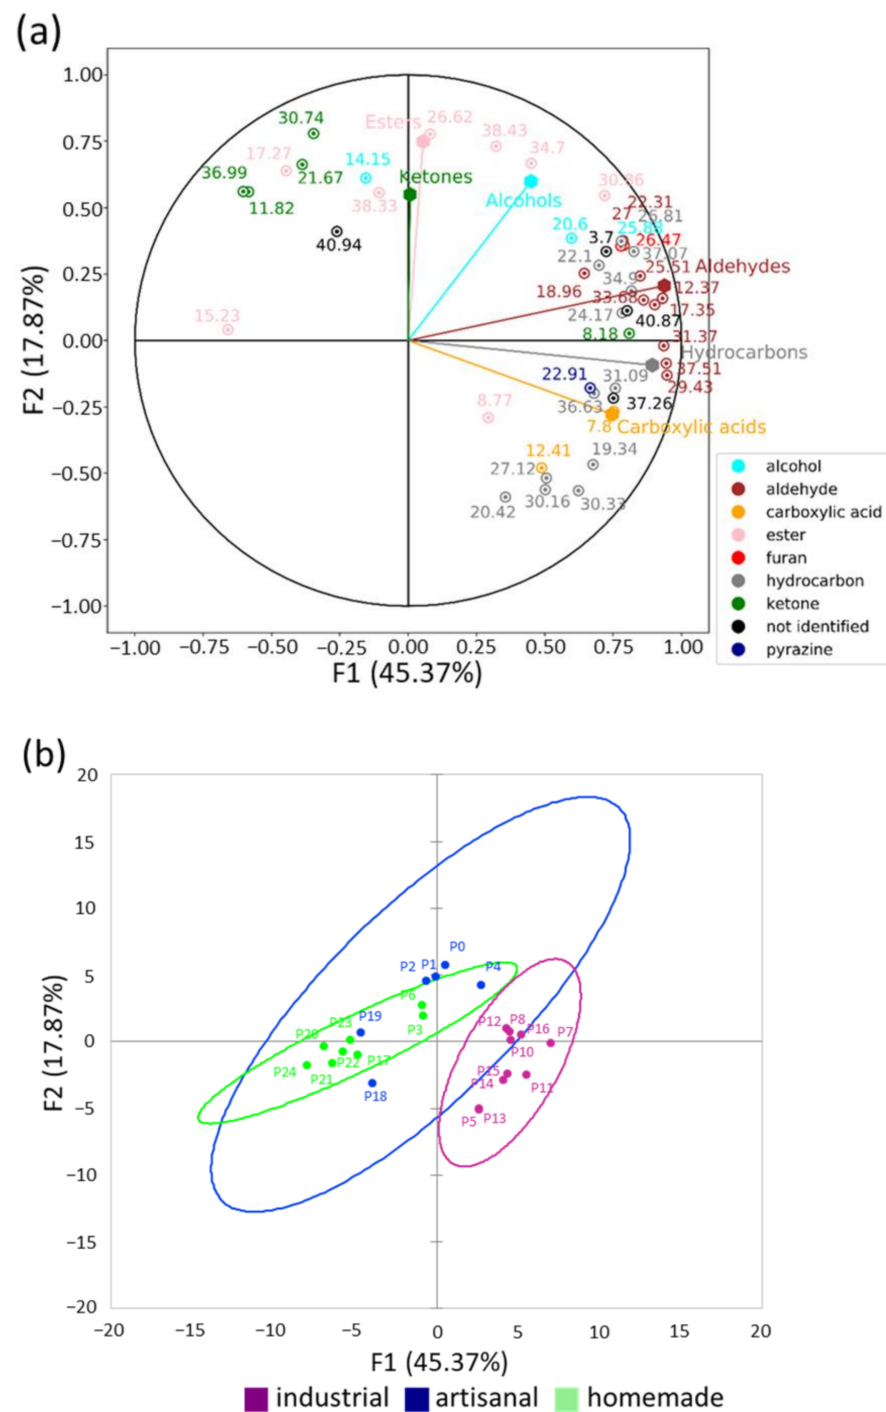 (a)
1.00
0.75
0.50
0.25
0.00
−0.25
−0.50
−0.75
−1.00
F2 (17.87%)
30.74
Esters
26.62
38.43
17.27
14.15
34.7
36.99
21.67
Ketones
30.86
11.82
38.33
Alcohols
22.31
27
26.81
40.94
20.6
25.88
3.7
26.47
22.1
37.07
25.51
Aldehydes
34.9
18.96
33.68
12.37
15.23
24.17
17.35
40.87
8.18
31.37
Hydrocarbons
22.91
31.09
37.51
29.43
8.77
36.63
37.26
7.8
Carboxylic acids
12.41
19.34
27.12
20.42
30.16
30.33
−1.00
−0.75
−0.50
−0.25
0.00
0.25
0.50
0.75
1.00
F1 (45.37%)
alcohol
aldehyde
carboxylic acid
ester
furan
hydrocarbon
ketone
not identified
pyrazine
(b)
20
15
10
5
0
−5
−10
−15
−20
F2 (17.87%)
P0
P2
P1
P4
P6
P19
P3
P12
P8
P16
P7
P20
P23
P10
P24
P21
P22
P17
P15
P14
P11
P18
P5
P13
−20
−15
−10
−5
0
5
10
15
20
F1 (45.37%)
industrial
artisanal
homemade